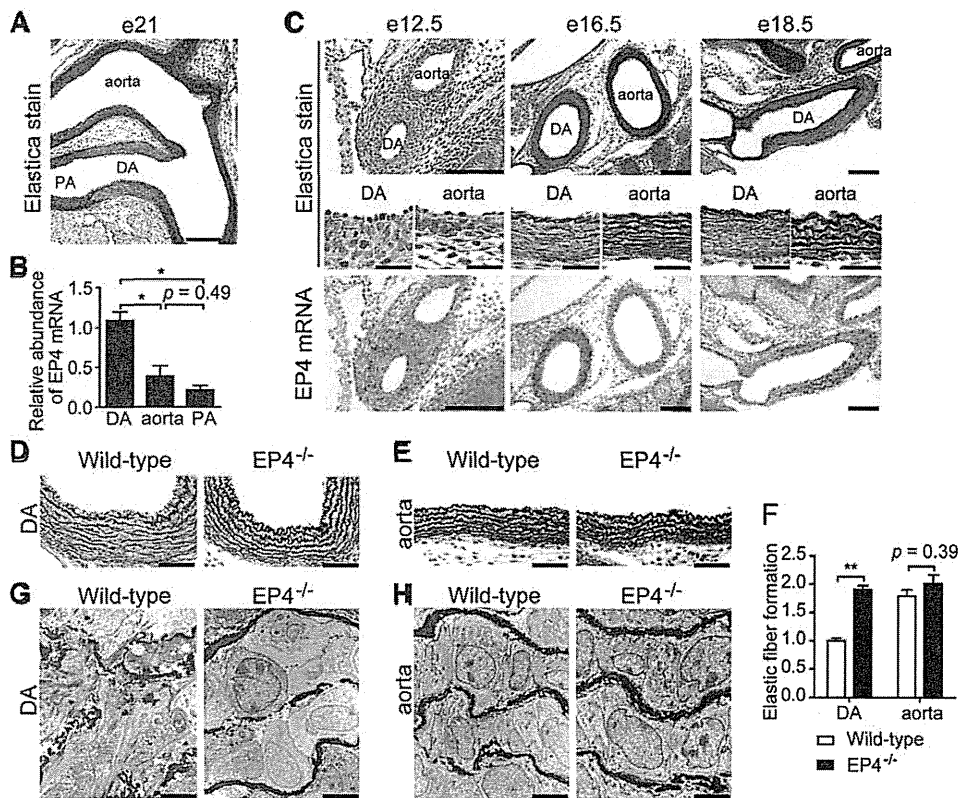 A e21
aorta
DA
PA
Elastica stain
B
Relative abundance of EP4 mRNA
1.5
1.0
0.5
0.0
*
*
p = 0.49
DA aorta PA
C e12.5 e16.5 e18.5
Elastica stain
aorta
DA
aorta
DA
aorta
DA
DA aorta DA aorta DA aorta
EP4 mRNA
D Wild-type EP4-/-
DA
E Wild-type EP4-/-
aorta
F
Elastic fiber formation
2.5
2.0
1.5
1.0
0.5
0.0
**
p = 0.39
DA aorta
Wild-type
EP4-/-
G Wild-type EP4-/-
DA
H Wild-type EP4-/-
aorta